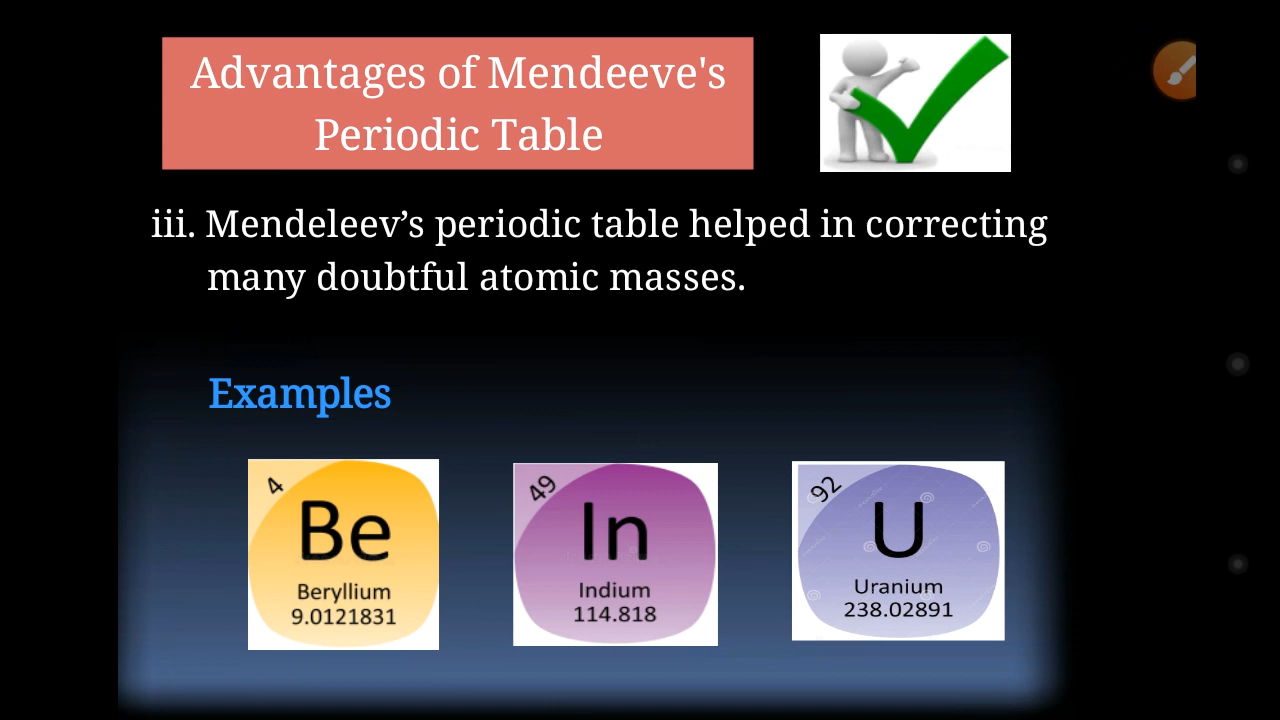 Advantages of Mendeeve's
Periodic Table
iii. Mendeleev’s periodic table helped in correcting
many doubtful atomic masses.
Examples
4
Be
Beryllium
9.0121831
49
In
Indium
114.818
92
U
Uranium
238.02891